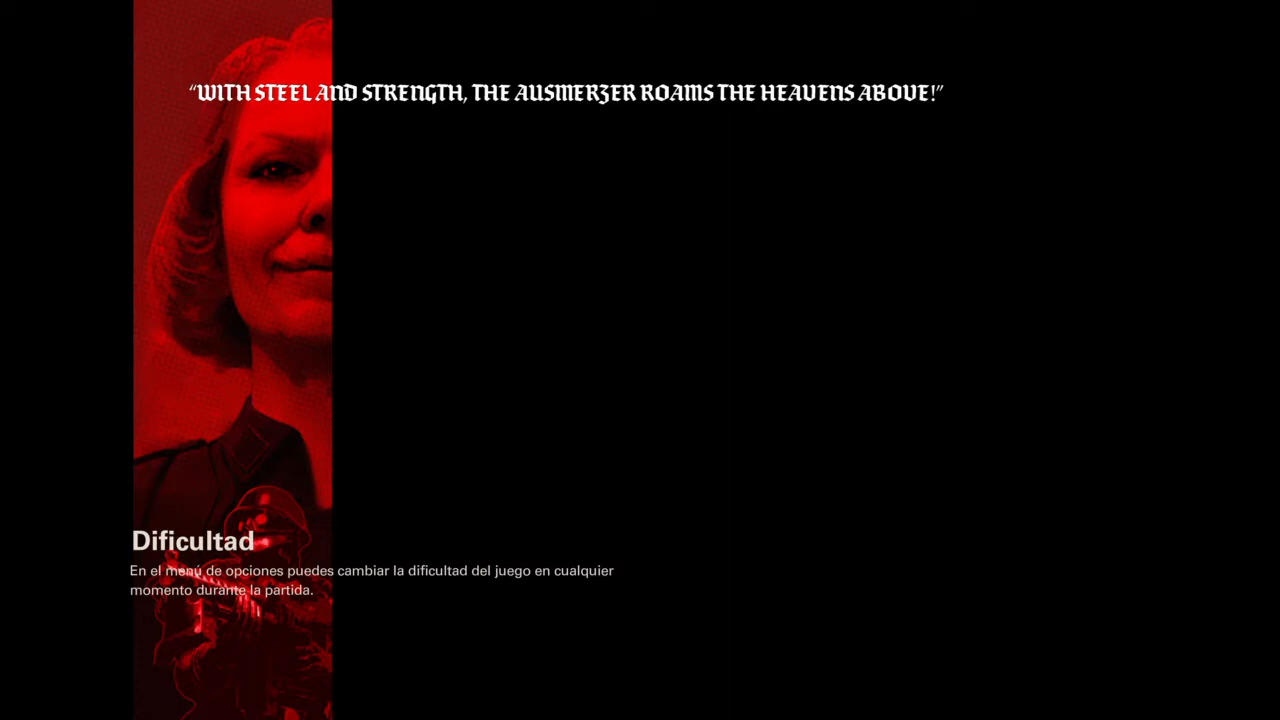 “WITH STEEL AND STRENGTH, THE AUSMERZER ROAMS THE HEAVENS ABOVE!”
Dificultad
En el menú de opciones puedes cambiar la dificultad del juego en cualquier
momento durante la partida.